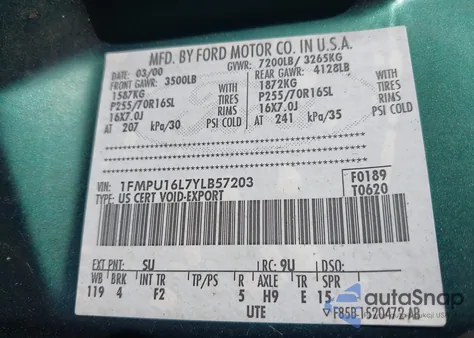 MFD. BY FORD MOTOR CO. IN U.S.A.
DATE: 03/00 GVWR: 7200LB/ 3265KG
FRONT GAWR: 3500LB REAR GAWR: 4128LB
1587KG WITH 1872KG WITH
P255/70R16SL TIRES P255/70R16SL TIRES
16X7.0J RIMS 16X7.0J RIMS
AT 207 kPa/30 PSI COLD AT 241 kPa/35 PSI COLD
VIN: 1FMPU16L7YLB57203 F0189
TYPE: US CERT VOID-EXPORT T0620
EXT PNT: SU RC: 9U DSO:
WB BRK INT TR TP/PS R AXLE TR SPR
119 4 F2 5 H9 E 15
UTE F85B-1520472-AB
autoSnap